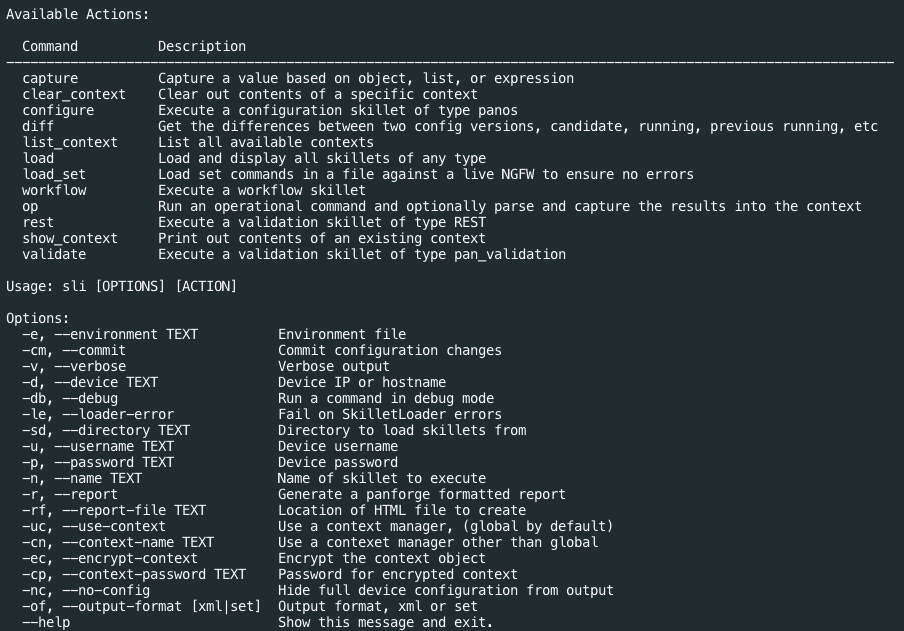 Available Actions:
Command Description
capture Capture a value based on object, list, or expression
clear_context Clear out contents of a specific context
configure Execute a configuration skillet of type panos
diff Get the differences between two config versions, candidate, running, previous running, etc
list_context List all available contexts
load Load and display all skillets of any type
load_set Load set commands in a file against a live NGFW to ensure no errors
workflow Execute a workflow skillet
op Run an operational command and optionally parse and capture the results into the context
rest Execute a validation skillet of type REST
show_context Print out contents of an existing context
validate Execute a validation skillet of type pan_validation
Usage: sli [OPTIONS] [ACTION]
Options:
-e, --environment TEXT Environment file
-cm, --commit Commit configuration changes
-v, --verbose Verbose output
-d, --device TEXT Device IP or hostname
-db, --debug Run a command in debug mode
-le, --loader-error Fail on SkilletLoader errors
-sd, --directory TEXT Directory to load skillets from
-u, --username TEXT Device username
-p, --password TEXT Device password
-n, --name TEXT Name of skillet to execute
-r, --report Generate a panforge formatted report
-rf, --report-file TEXT Location of HTML file to create
-uc, --use-context Use a context manager, (global by default)
-cn, --context-name TEXT Use a contexet manager other than global
-ec, --encrypt-context Encrypt the context object
-cp, --context-password TEXT Password for encrypted context
-nc, --no-config Hide full device configuration from output
-of, --output-format [xml|set] Output format, xml or set
--help Show this message and exit.